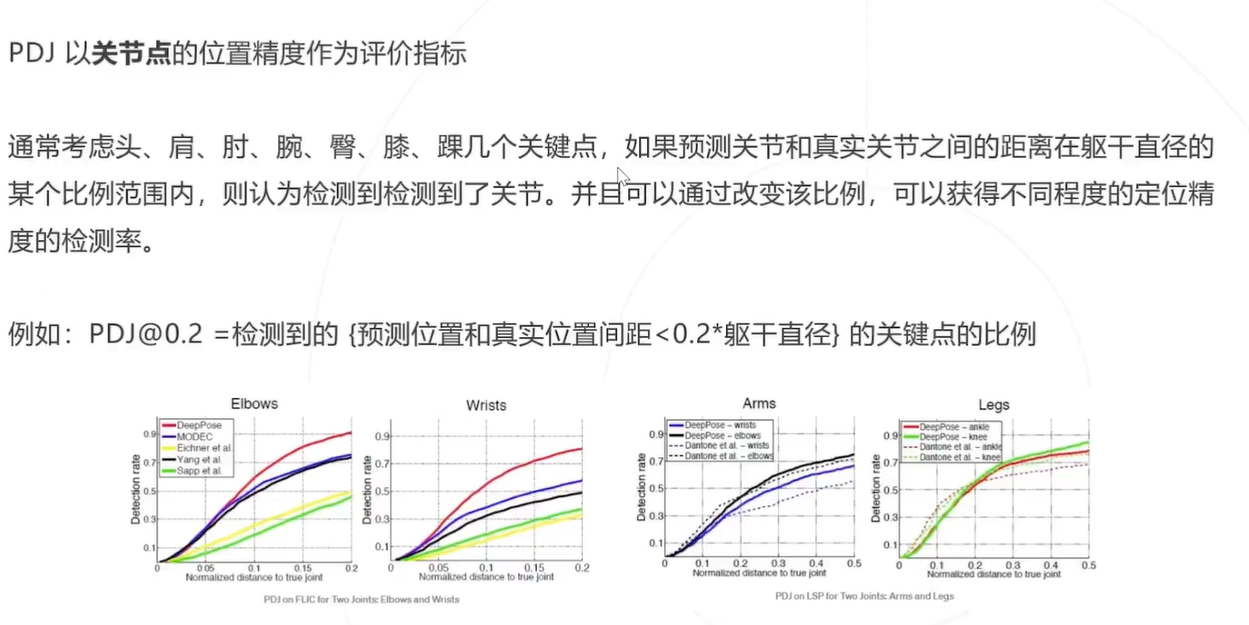 PDJ 以关节点的位置精度作为评价指标
通常考虑头、肩、肘、腕、臀、膝、踝几个关键点，如果预测关节和真实关节之间的距离在躯干直径的
某个比例范围内，则认为检测到检测到了关节。并且可以通过改变该比例，可以获得不同程度的定位精
度的检测率。
例如：PDJ@0.2 =检测到的 {预测位置和真实位置间距<0.2*躯干直径} 的关键点的比例
Elbows
DeepPose
MODEC
Eichner et al.
Yang et al.
Sapp et al.
Detection rate
0.9
0.7
0.5
0.3
0.1
0 0.05 0.1 0.15 0.2
Normalized distance to true joint
Wrists
Detection rate
0.9
0.7
0.5
0.3
0.1
0 0.05 0.1 0.15 0.2
Normalized distance to true joint
PDJ on FLIC for Two Joints: Elbows and Wrists
Arms
DeepPose – wrists
DeepPose – elbows
Dantone et al. – wrists
Dantone et al. – elbows
Detection rate
0.9
0.7
0.5
0.3
0.1
0 0.1 0.2 0.3 0.4 0.5
Normalized distance to true joint
Legs
DeepPose – ankle
DeepPose – knee
Dantone et al. – ankle
Dantone et al. – knee
Detection rate
0.9
0.7
0.5
0.3
0.1
0 0.1 0.2 0.3 0.4 0.5
Normalized distance to true joint
PDJ on LSP for Two Joints: Arms and Legs